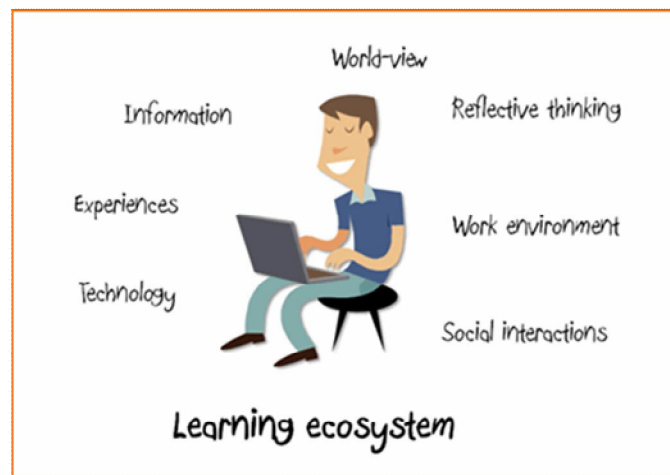 World-view
Information
Reflective thinking
Experiences
Work environment
Technology
Social interactions
Learning ecosystem